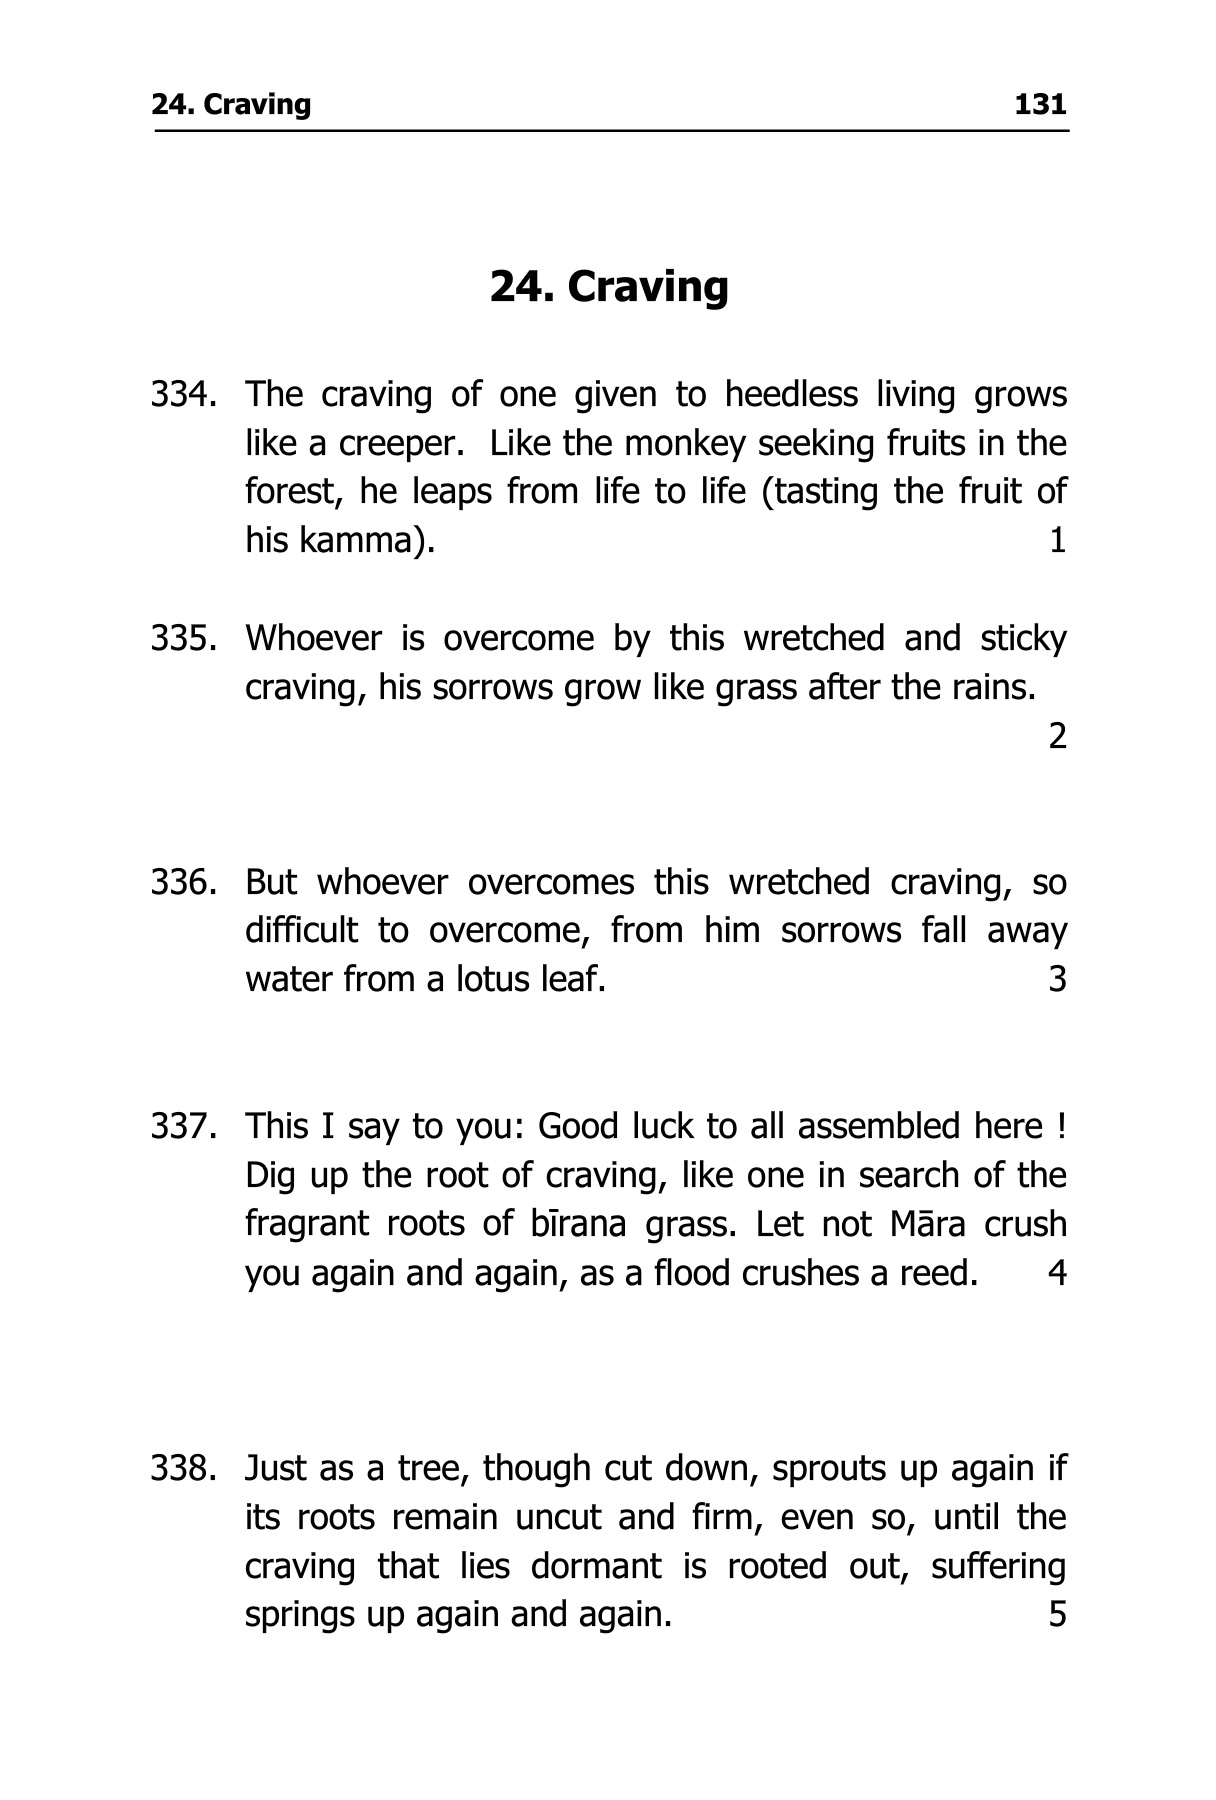 24. Craving 131
24. Craving
334. The craving of one given to heedless living grows
like a creeper.  Like the monkey seeking fruits in the
forest, he leaps from life to life (tasting the fruit of
his kamma). 1
335. Whoever is overcome by this wretched and sticky
craving, his sorrows grow like grass after the rains.
2
336. But whoever overcomes this wretched craving, so
difficult to overcome, from him sorrows fall away
water from a lotus leaf. 3
337. This I say to you: Good luck to all assembled here !
Dig up the root of craving, like one in search of the
fragrant roots of bīrana grass. Let not Māra crush
you again and again, as a flood crushes a reed. 4
338. Just as a tree, though cut down, sprouts up again if
its roots remain uncut and firm, even so, until the
craving that lies dormant is rooted out, suffering
springs up again and again. 5